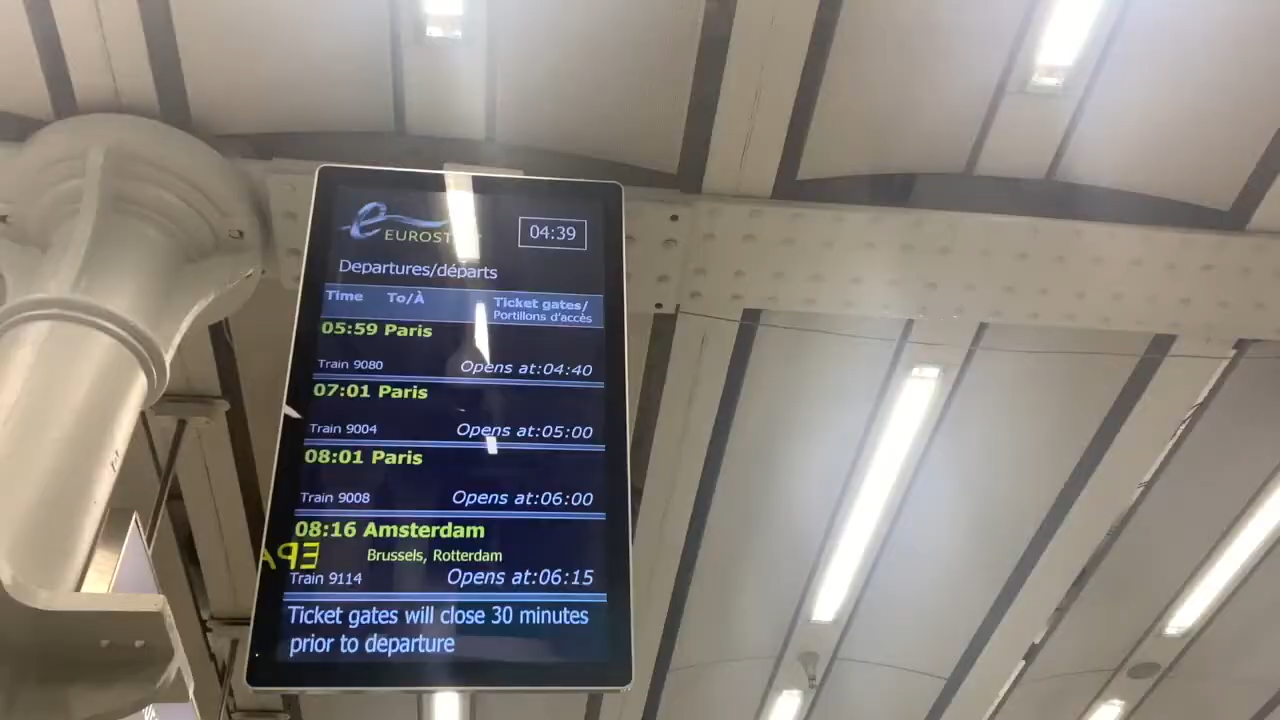 EUROSTAR
04:39
Departures/départs
Time To/À Ticket gates/
Portillons d'accès
05:59 Paris
Train 9080 Opens at:04:40
07:01 Paris
Train 9004 Opens at:05:00
08:01 Paris
Train 9008 Opens at:06:00
08:16 Amsterdam
Brussels, Rotterdam
Train 9114 Opens at:06:15
Ticket gates will close 30 minutes
prior to departure